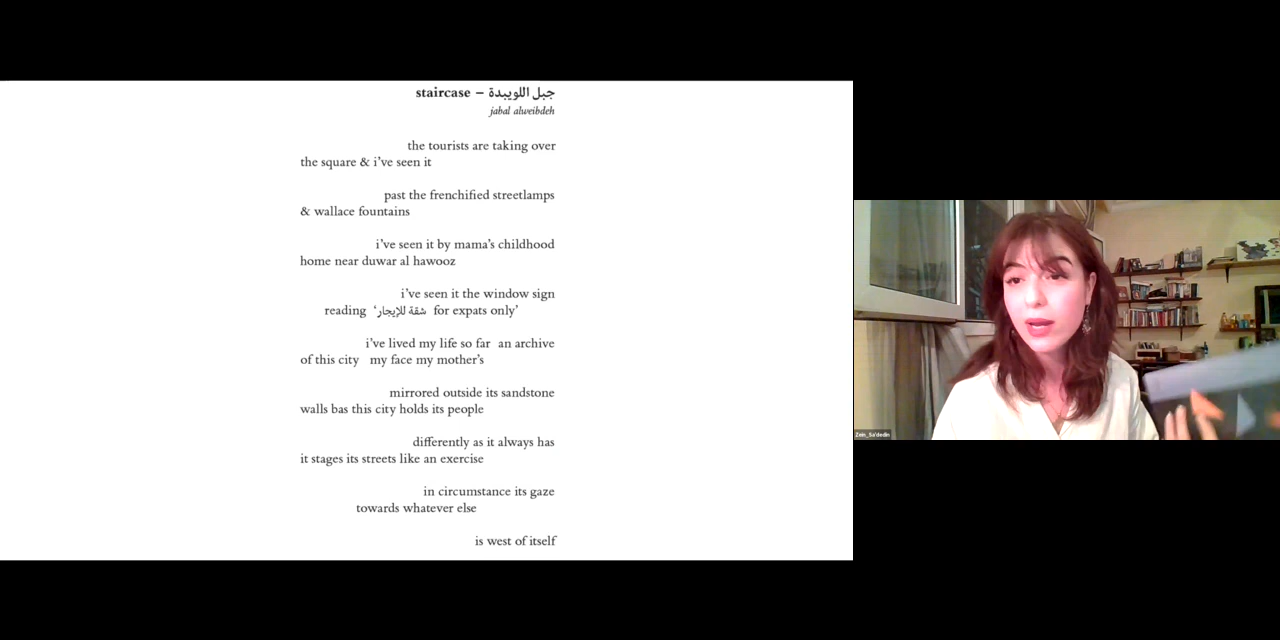 staircase – جبل اللويبدة
jabal alweibdeh
the tourists are taking over
the square & i've seen it
past the frenchified streetlamps
& wallace fountains
i've seen it by mama's childhood
home near duwar al hawooz
i've seen it the window sign
reading 'شقة للإيجار for expats only'
i've lived my life so far an archive
of this city my face my mother's
mirrored outside its sandstone
walls bas this city holds its people
differently as it always has
it stages its streets like an exercise
in circumstance its gaze
towards whatever else
is west of itself
Zein_Sa'dedin